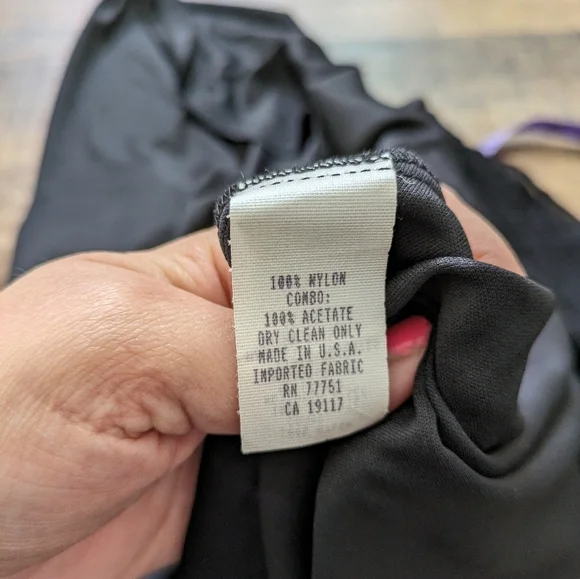 100% NYLON
COMBO:
100% ACETATE
DRY CLEAN ONLY
MADE IN U.S.A.
IMPORTED FABRIC
RN 77751
CA 19117